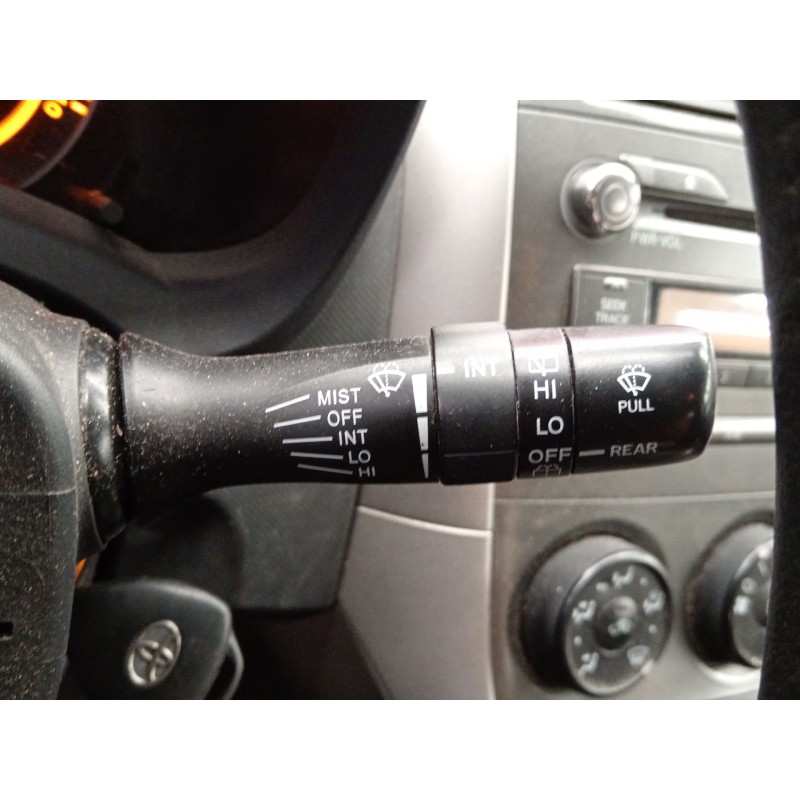 PWR·VOL
SEEK
TRACK
MIST
OFF
INT
LO
HI
INT
HI
LO
OFF
REAR
PULL